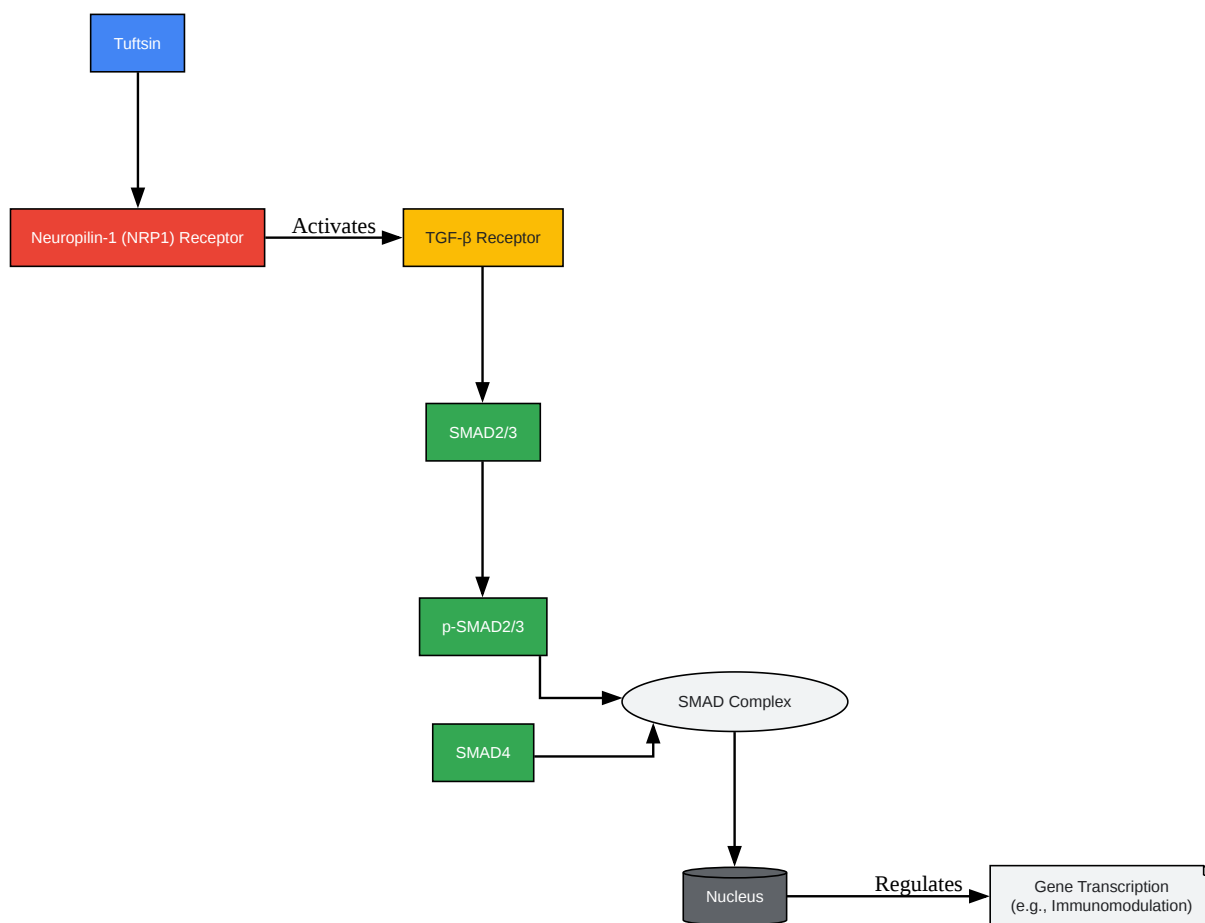 Tuftsin
Neuropilin-1 (NRP1) Receptor
Activates
TGF-β Receptor
SMAD2/3
p-SMAD2/3
SMAD Complex
SMAD4
Nucleus
Regulates
Gene Transcription
(e.g., Immunomodulation)